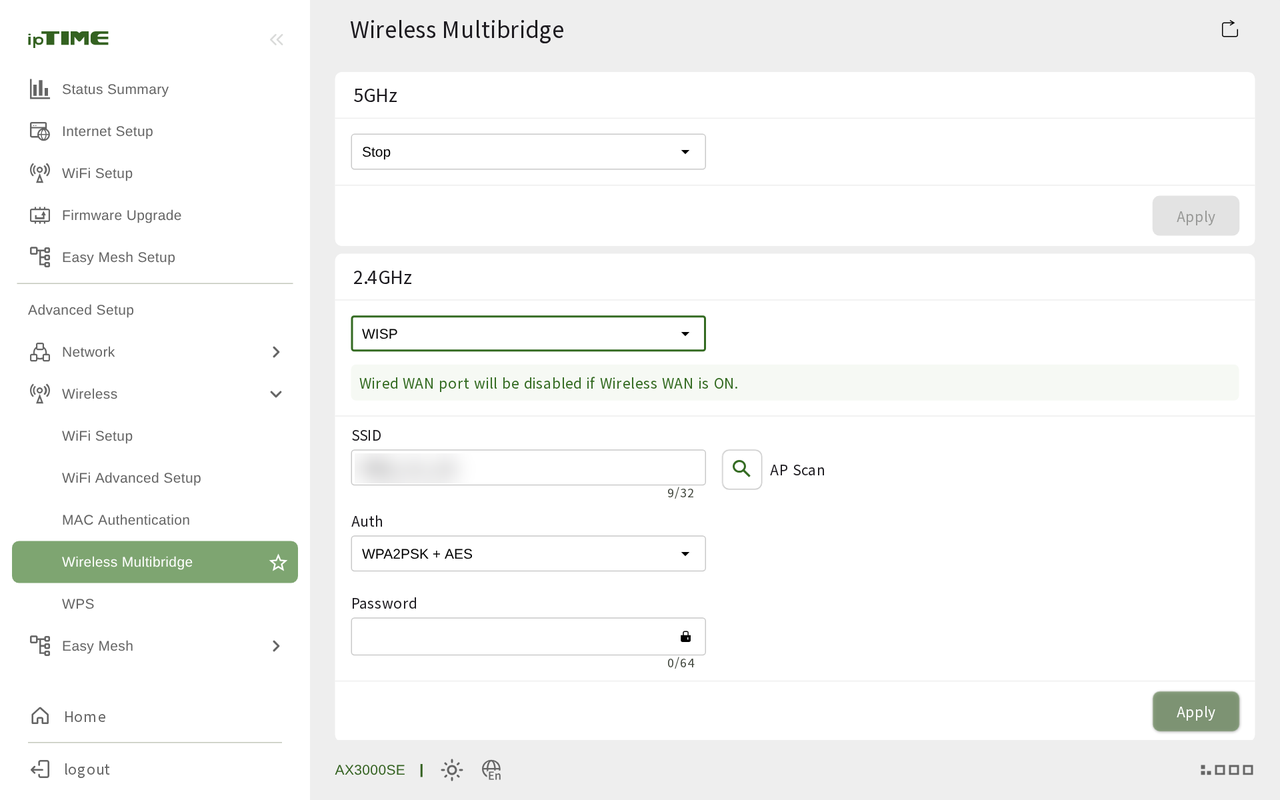 ipTIME
Status Summary
Internet Setup
WiFi Setup
Firmware Upgrade
Easy Mesh Setup
Advanced Setup
Network
Wireless
WiFi Setup
WiFi Advanced Setup
MAC Authentication
Wireless Multibridge
WPS
Easy Mesh
Home
logout
Wireless Multibridge
5GHz
Stop
Apply
2.4GHz
WISP
Wired WAN port will be disabled if Wireless WAN is ON.
SSID
AP Scan
9/32
Auth
WPA2PSK + AES
Password
0/64
Apply
AX3000SE
En